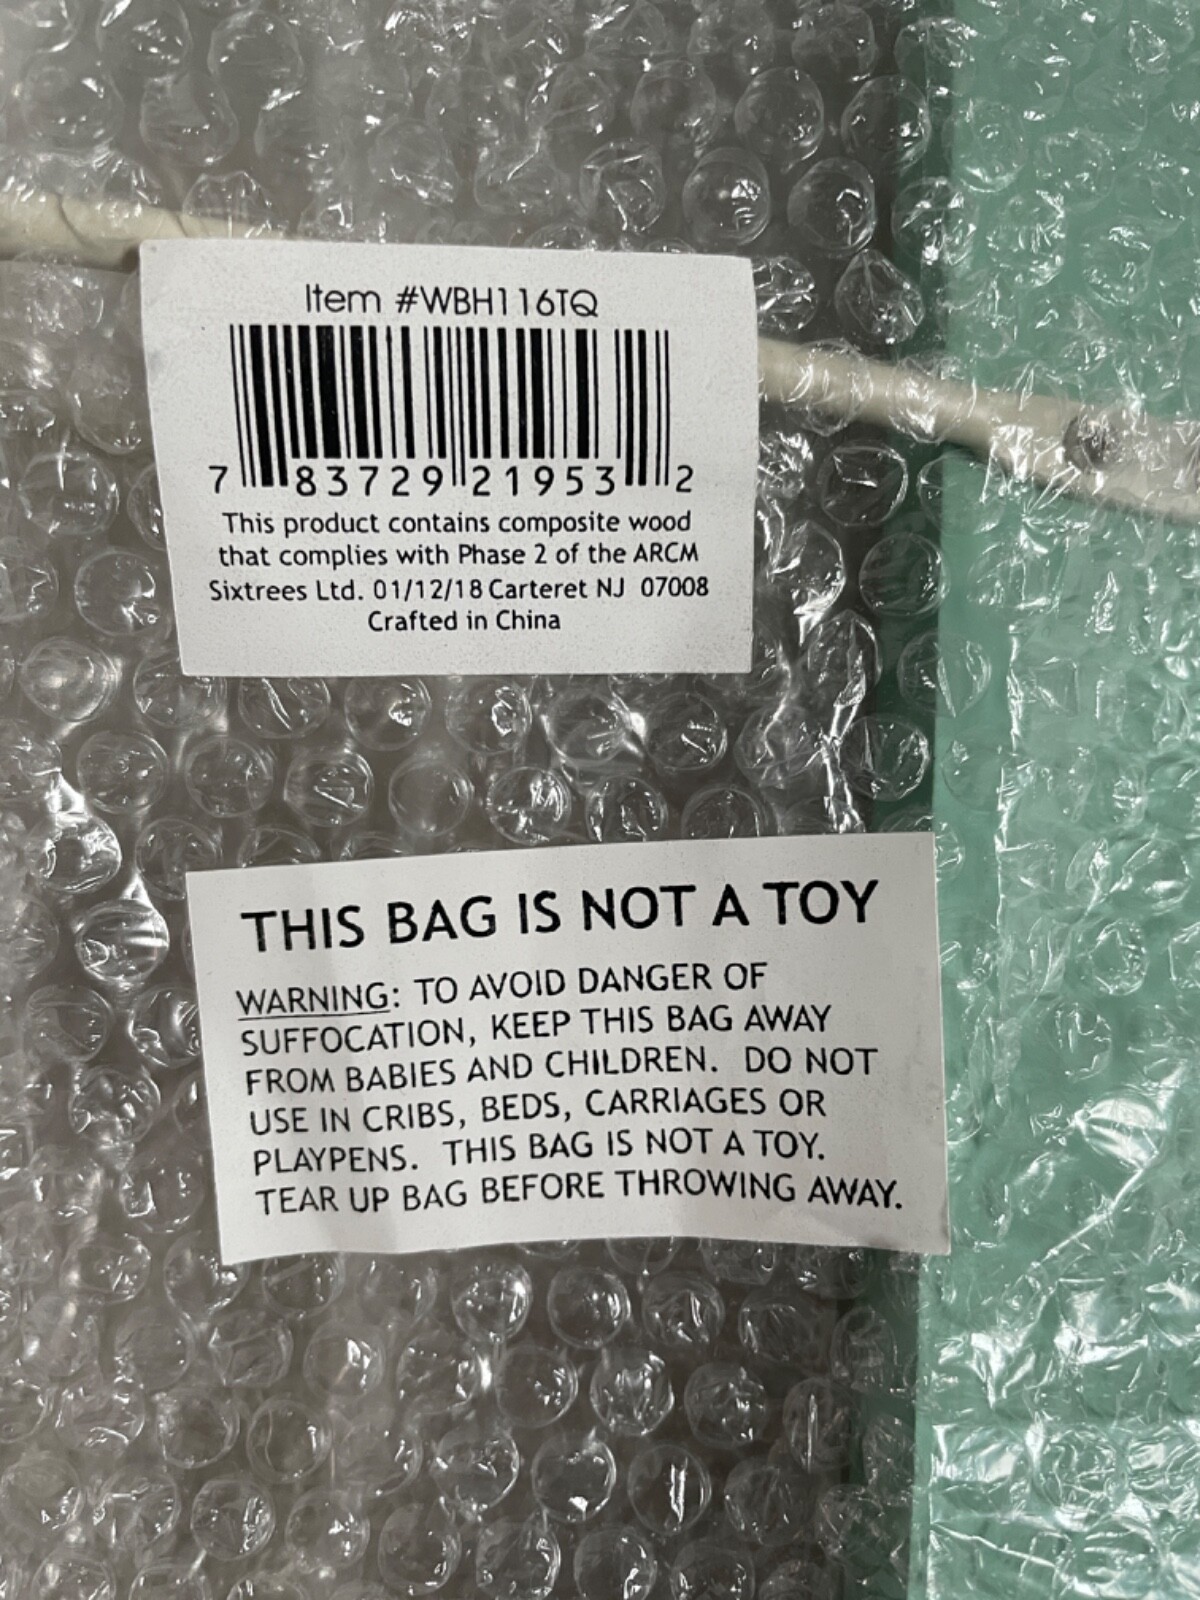 Item #WBH116TQ
7 83729 21953 2
This product contains composite wood
that complies with Phase 2 of the ARCM
Sixtrees Ltd. 01/12/18 Carteret NJ 07008
Crafted in China
THIS BAG IS NOT A TOY
WARNING: TO AVOID DANGER OF
SUFFOCATION, KEEP THIS BAG AWAY
FROM BABIES AND CHILDREN. DO NOT
USE IN CRIBS, BEDS, CARRIAGES OR
PLAYPENS. THIS BAG IS NOT A TOY.
TEAR UP BAG BEFORE THROWING AWAY.